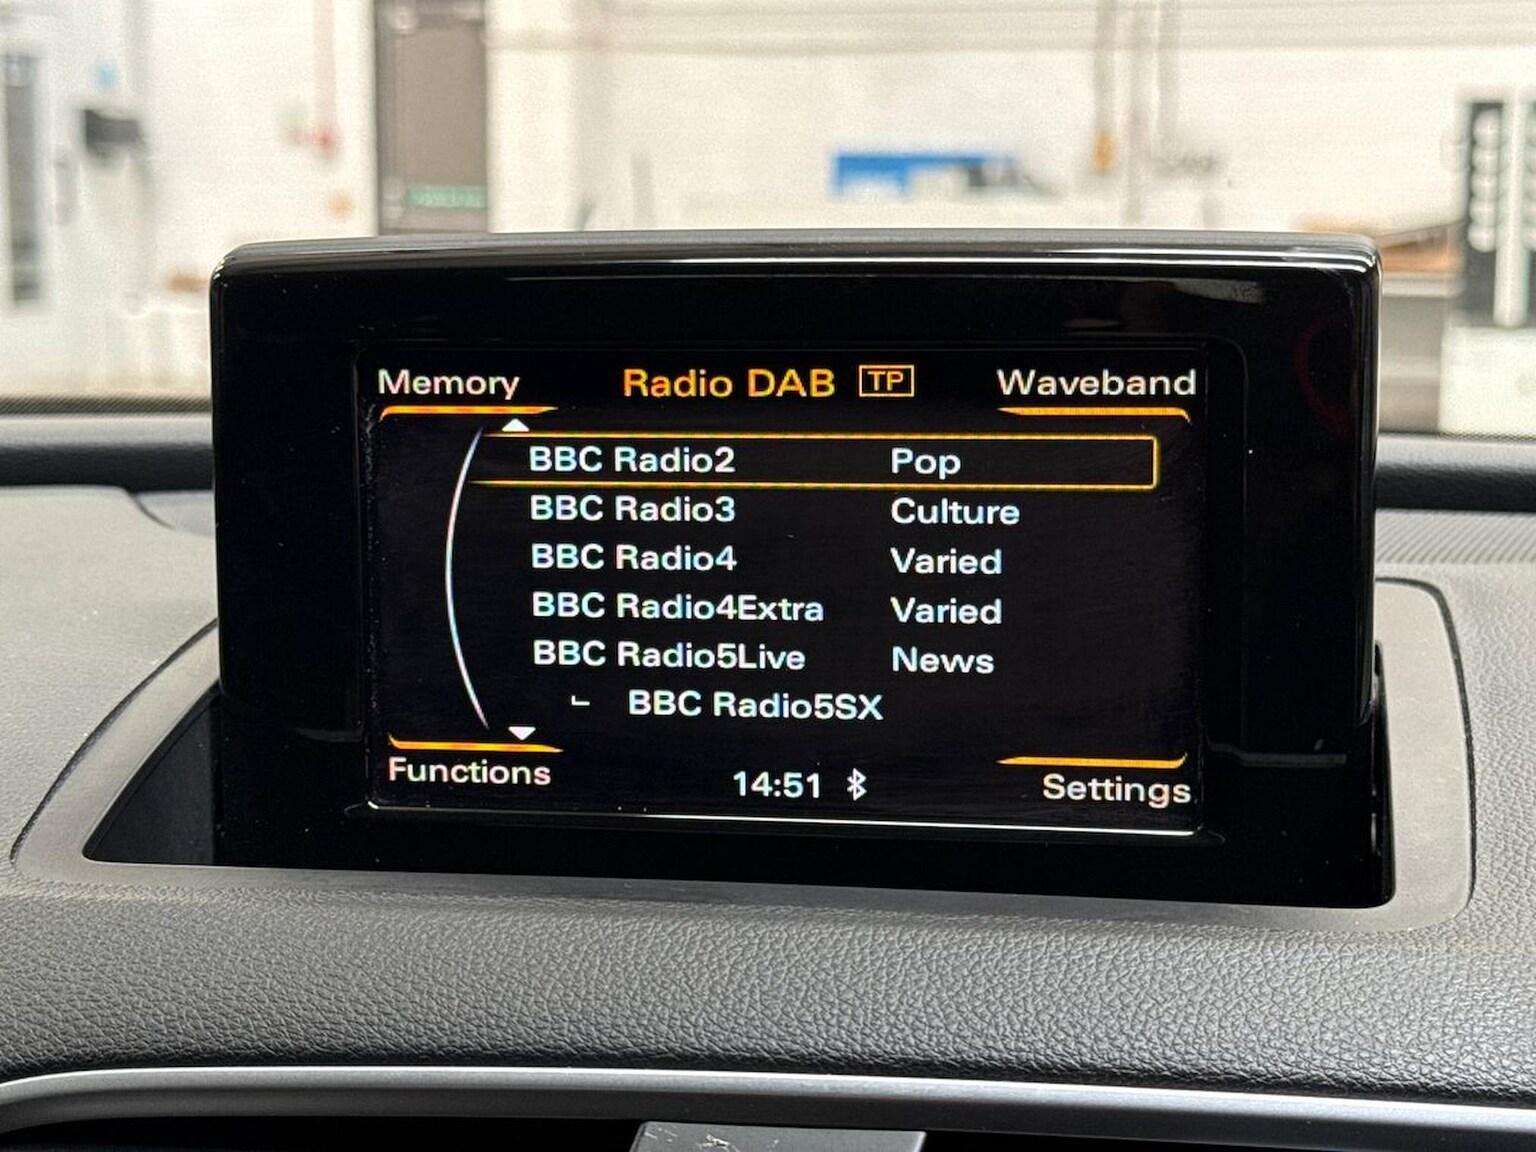 Memory Radio DAB TP Waveband
BBC Radio2 Pop
BBC Radio3 Culture
BBC Radio4 Varied
BBC Radio4Extra Varied
BBC Radio5Live News
BBC Radio5SX
Functions 14:51 Settings